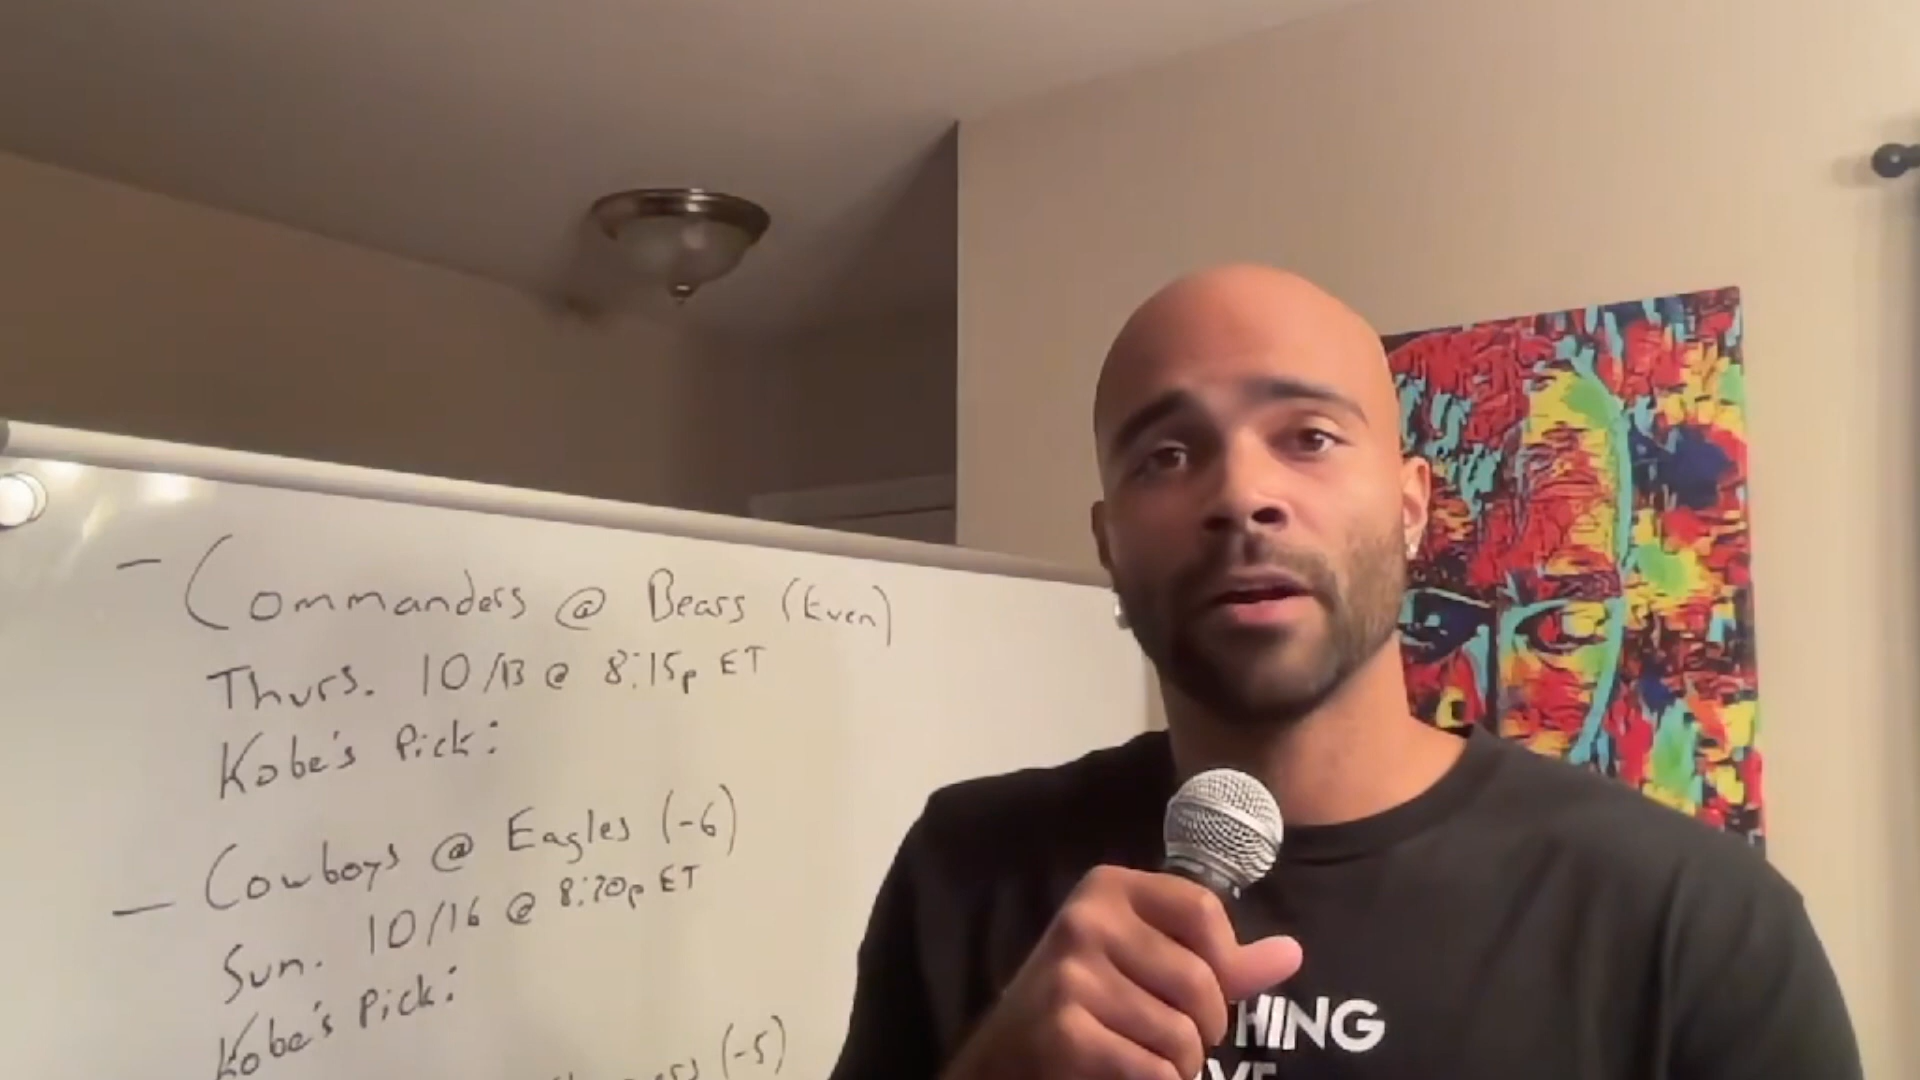 - Commanders @ Bears (Even)
Thurs. 10/13 @ 8:15p ET
Kobe's Pick:
- Cowboys @ Eagles (-6)
Sun. 10/16 @ 8:20p ET
Kobe's Pick:
(-5)
HING